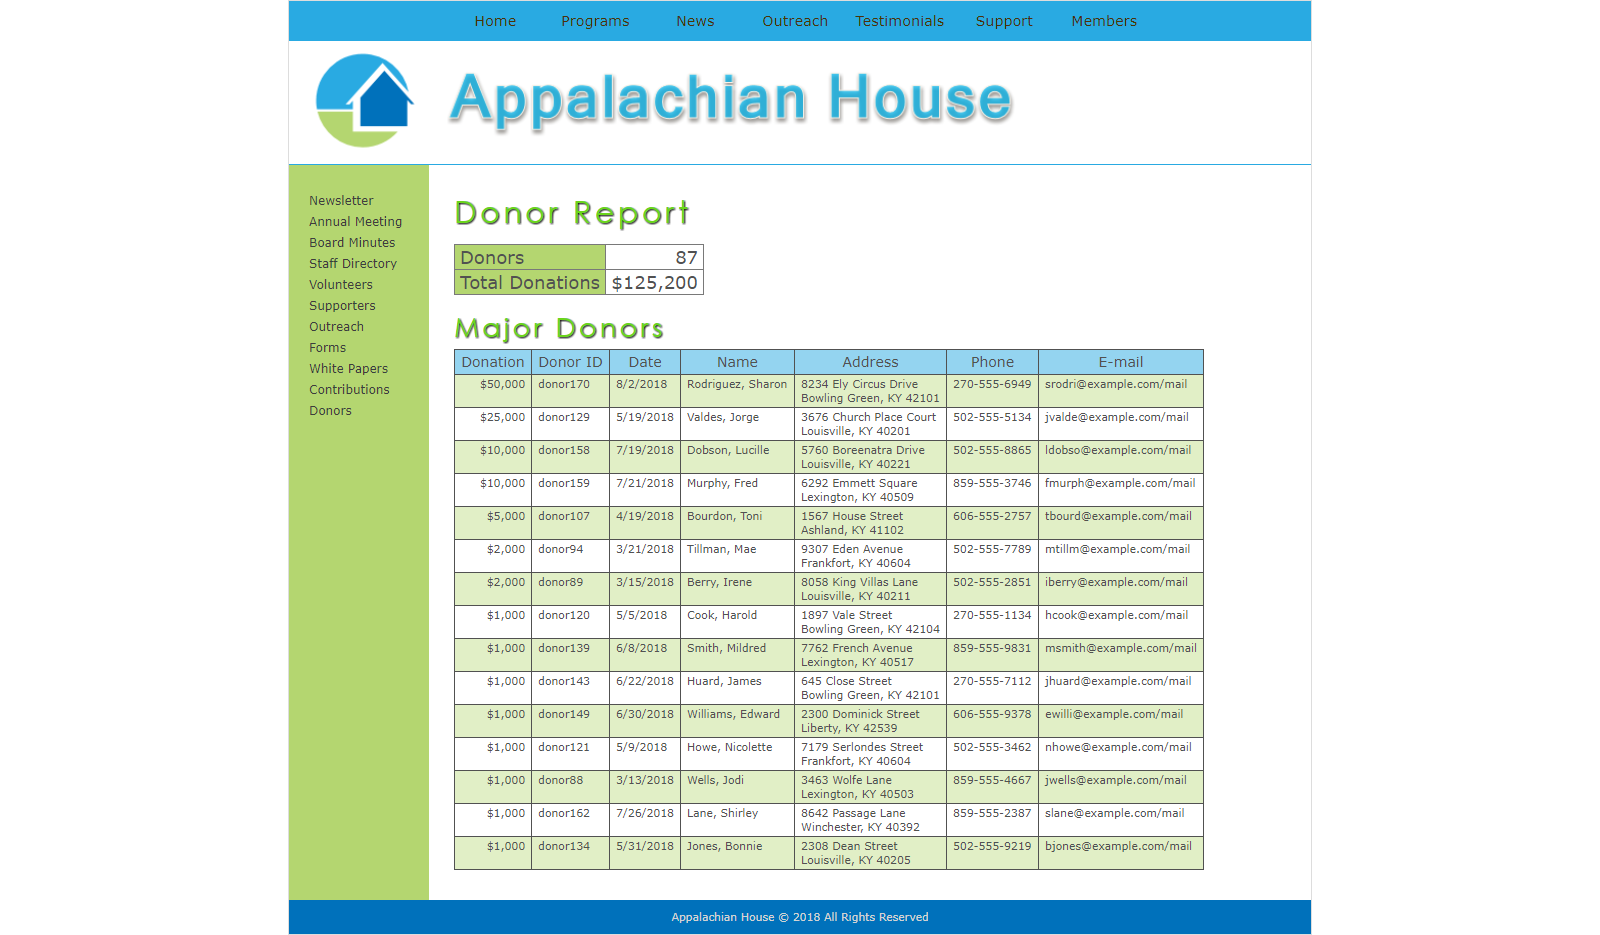 Home Programs News Outreach Testimonials Support Members
Appalachian House
Newsletter
Annual Meeting
Board Minutes
Staff Directory
Volunteers
Supporters
Outreach
Forms
White Papers
Contributions
Donors
Donor Report
Donors 87
Total Donations $125,200
Major Donors
Donation Donor ID Date Name Address Phone E-mail
$50,000 donor170 8/2/2018 Rodriguez, Sharon 8234 Ely Circus Drive 270-555-6949 srodri@example.com/mail
Bowling Green, KY 42101
$25,000 donor129 5/19/2018 Valdes, Jorge 3676 Church Place Court 502-555-5134 jvalde@example.com/mail
Louisville, KY 40201
$10,000 donor158 7/19/2018 Dobson, Lucille 5760 Boreenatra Drive 502-555-8865 ldobso@example.com/mail
Louisville, KY 40221
$10,000 donor159 7/21/2018 Murphy, Fred 6292 Emmett Square 859-555-3746 fmurph@example.com/mail
Lexington, KY 40509
$5,000 donor107 4/19/2018 Bourdon, Toni 1567 House Street 606-555-2757 tbourd@example.com/mail
Ashland, KY 41102
$2,000 donor94 3/21/2018 Tillman, Mae 9307 Eden Avenue 502-555-7789 mtillm@example.com/mail
Frankfort, KY 40604
$2,000 donor89 3/15/2018 Berry, Irene 8058 King Villas Lane 502-555-2851 iberry@example.com/mail
Louisville, KY 40211
$1,000 donor120 5/5/2018 Cook, Harold 1897 Vale Street 270-555-1134 hcook@example.com/mail
Bowling Green, KY 42104
$1,000 donor139 6/8/2018 Smith, Mildred 7762 French Avenue 859-555-9831 msmith@example.com/mail
Lexington, KY 40517
$1,000 donor143 6/22/2018 Huard, James 645 Close Street 270-555-7112 jhuard@example.com/mail
Bowling Green, KY 42101
$1,000 donor149 6/30/2018 Williams, Edward 2300 Dominick Street 606-555-9378 ewilli@example.com/mail
Liberty, KY 42539
$1,000 donor121 5/9/2018 Howe, Nicolette 7179 Serlondes Street 502-555-3462 nhowe@example.com/mail
Frankfort, KY 40604
$1,000 donor88 3/13/2018 Wells, Jodi 3463 Wolfe Lane 859-555-4667 jwells@example.com/mail
Lexington, KY 40503
$1,000 donor162 7/26/2018 Lane, Shirley 8642 Passage Lane 859-555-2387 slane@example.com/mail
Winchester, KY 40392
$1,000 donor134 5/31/2018 Jones, Bonnie 2308 Dean Street 502-555-9219 bjones@example.com/mail
Louisville, KY 40205
Appalachian House © 2018 All Rights Reserved